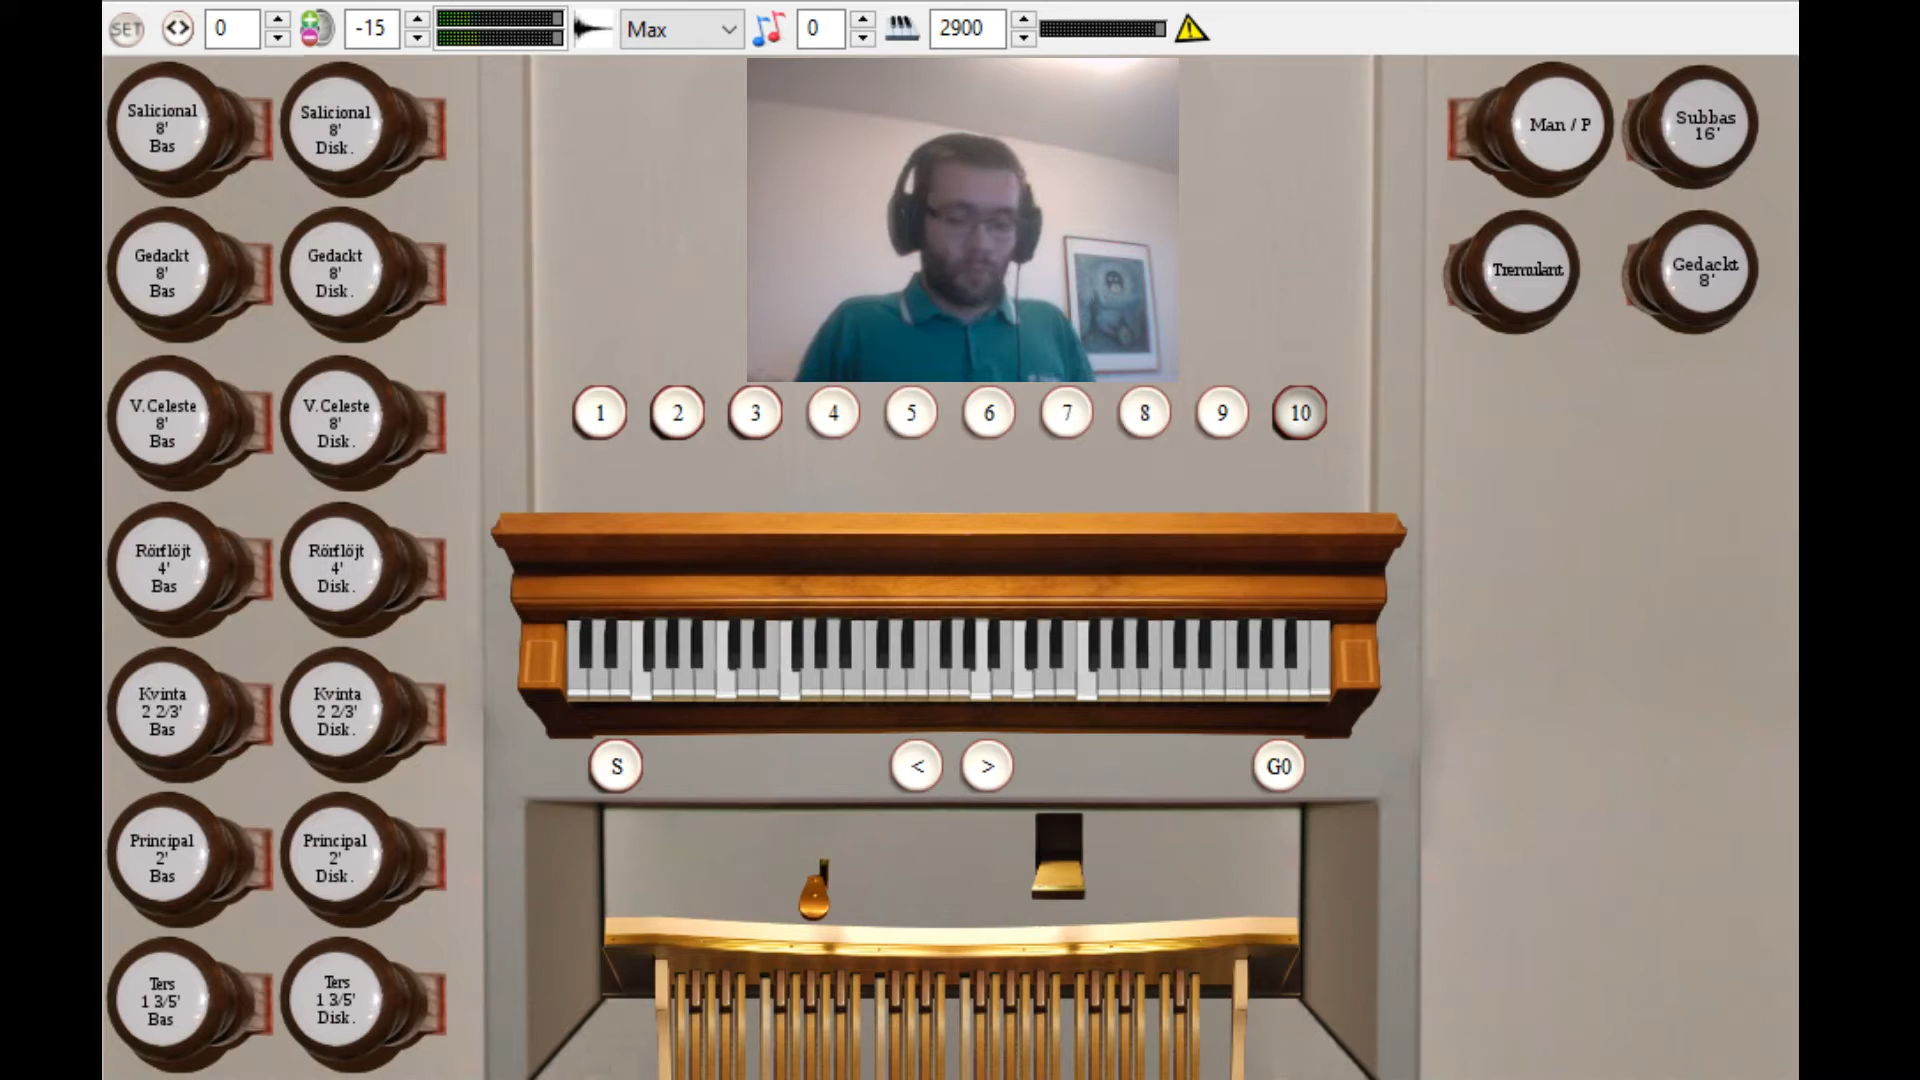 SET <> 0 -15 Max 0 2900
Salicional
8'
Bas
Salicional
8'
Disk.
Man / P
Subbas
16'
Gedackt
8'
Bas
Gedackt
8'
Disk.
Tremulant
Gedackt
8'
V.Celeste
8'
Bas
V.Celeste
8'
Disk.
1 2 3 4 5 6 7 8 9 10
Rörflöjt
4'
Bas
Rörflöjt
4'
Disk.
Kvinta
2 2/3'
Bas
Kvinta
2 2/3'
Disk.
S < > G0
Principal
2'
Bas
Principal
2'
Disk.
Ters
1 3/5'
Bas
Ters
1 3/5'
Disk.